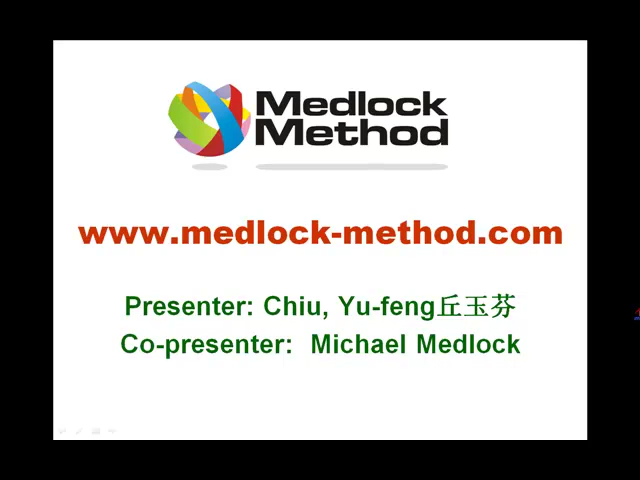 Medlock
Method
www.medlock-method.com
Presenter: Chiu, Yu-feng丘玉芬
Co-presenter:  Michael Medlock